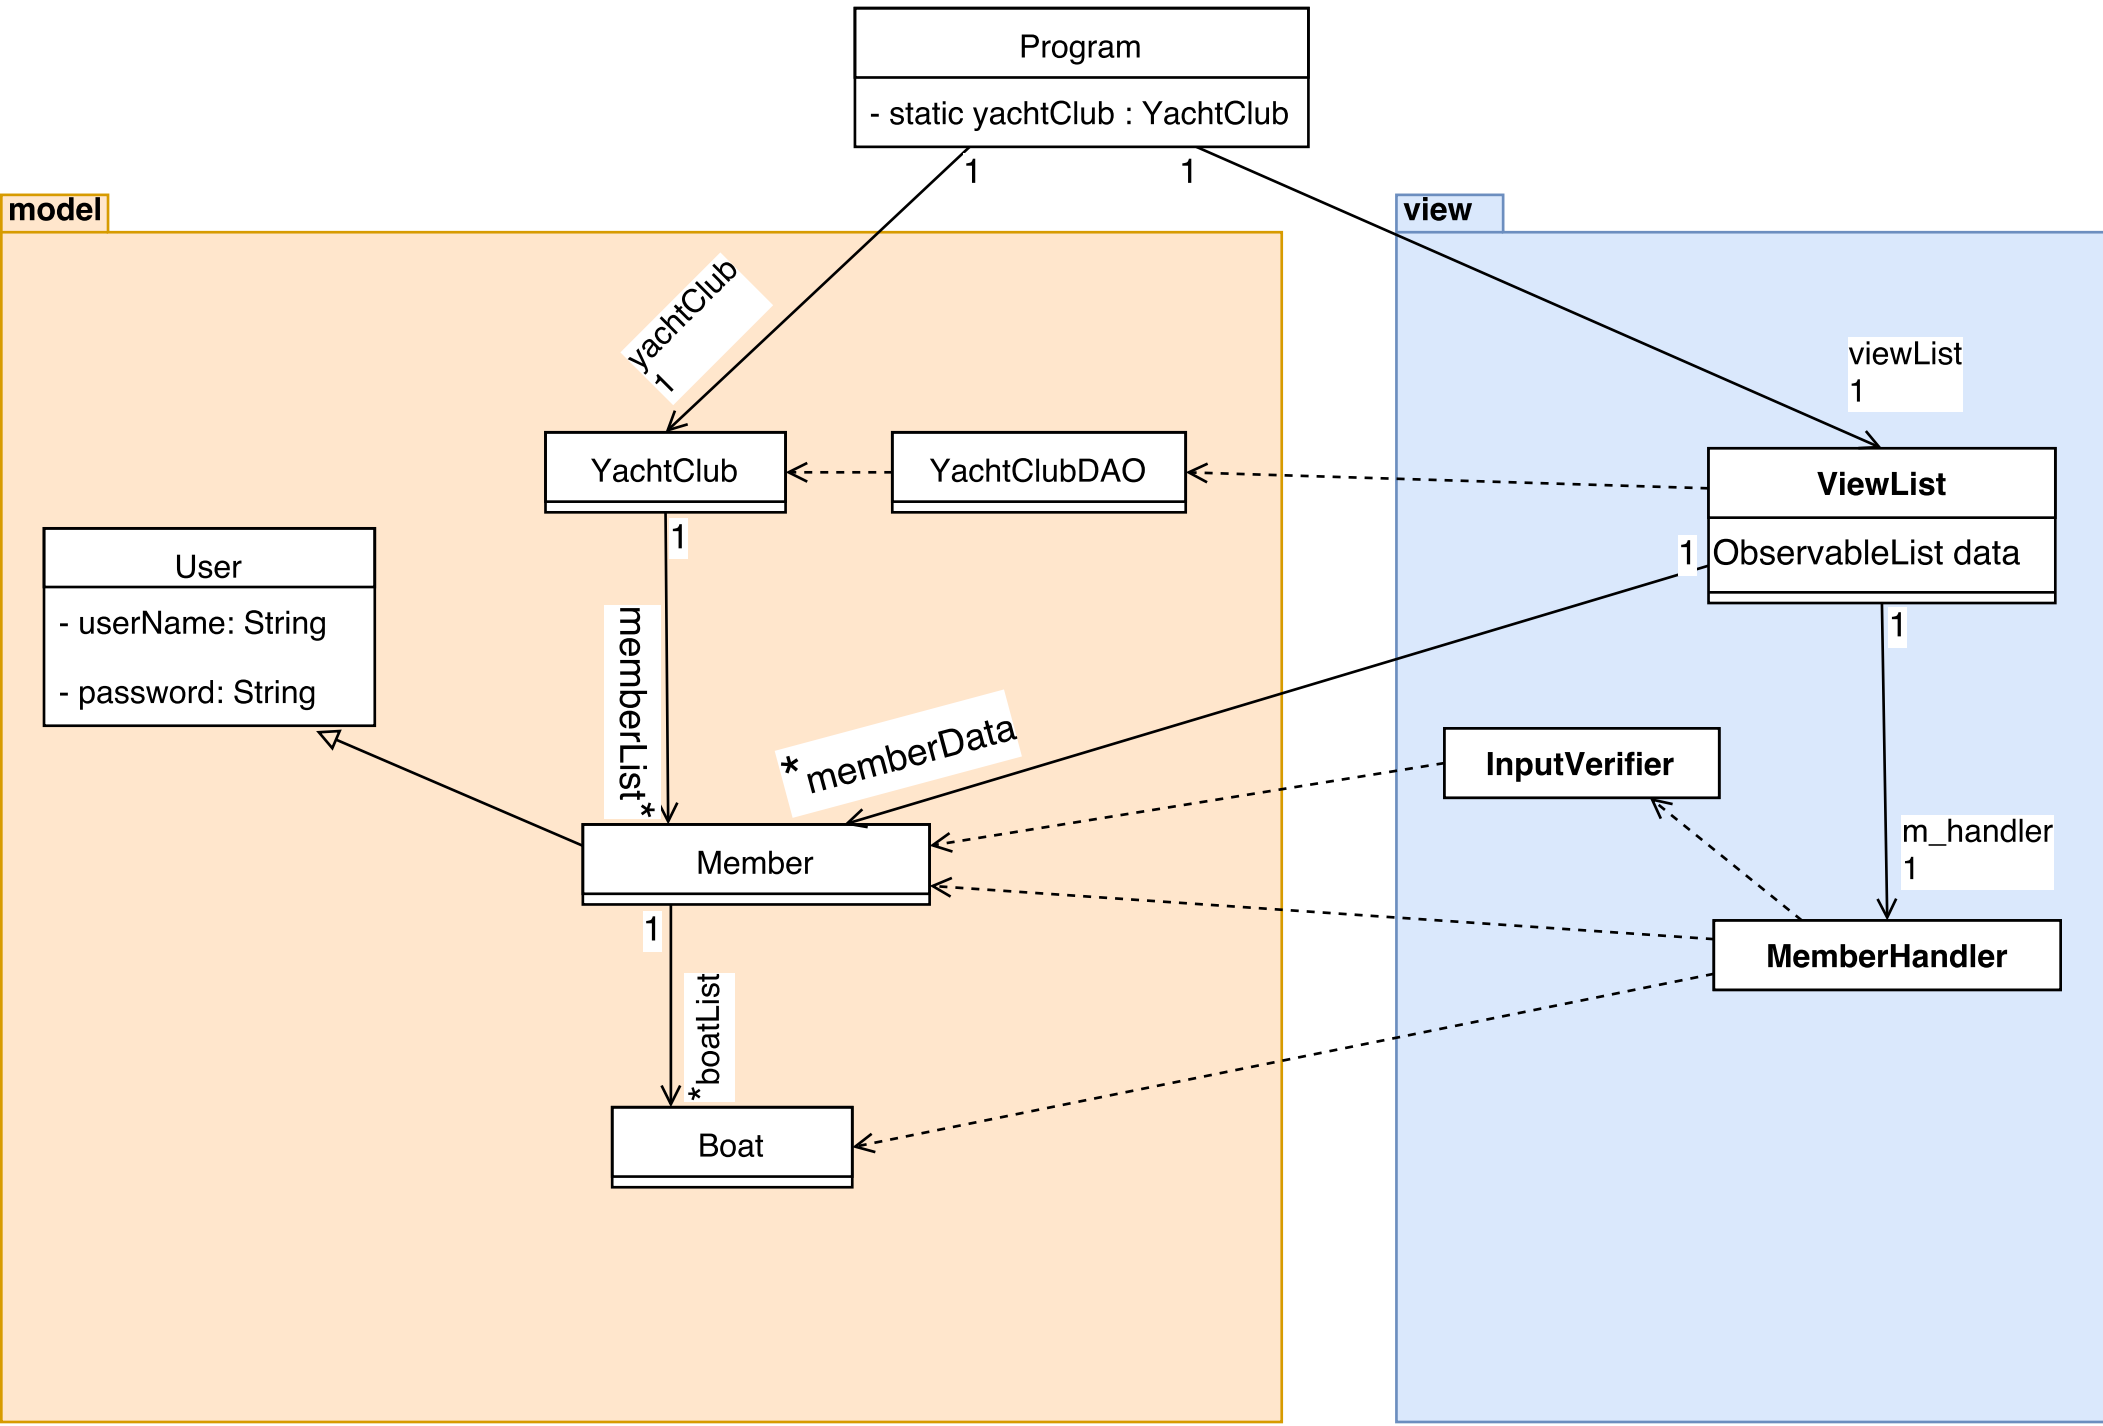 Program
- static yachtClub : YachtClub
1
1
model
view
yachtClub
1
viewList
1
YachtClub
YachtClubDAO
ViewList
ObservableList data
1
1
1
User
- userName: String
- password: String
memberList
*
* memberData
InputVerifier
m_handler
1
Member
MemberHandler
1
*boatList
Boat